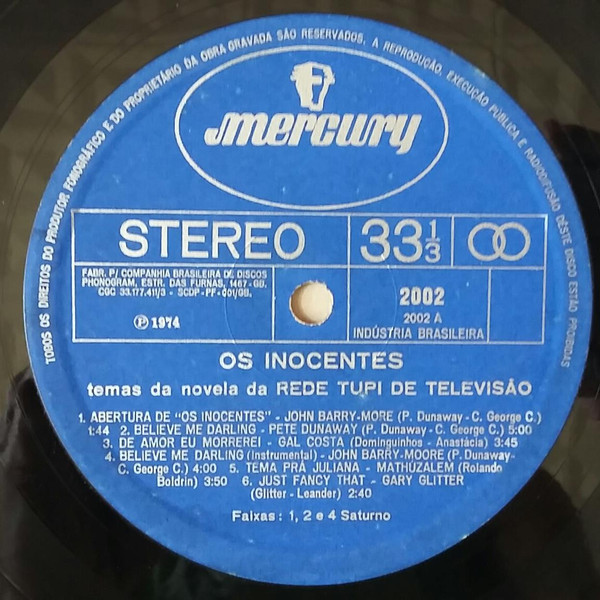 TODOS OS DIREITOS DO PRODUTOR FONOGRÁFICO E DO PROPRIETÁRIO DA OBRA GRAVADA SÃO RESERVADOS. A REPRODUÇÃO, EXECUÇÃO PÚBLICA E RADIODIFUSÃO DÊSTE DISCO ESTÃO PROIBIDAS
mercury
STEREO 33 1/3
FABR. P/ COMPANHIA BRASILEIRA DE DISCOS
PHONOGRAM, ESTR. DAS FURNAS, 1467-GB.
CGC 33.177.411/3 - SCDP-PF-001/GB.
℗ 1974
2002
2002 A
INDÚSTRIA BRASILEIRA
OS INOCENTES
temas da novela da REDE TUPI DE TELEVISÃO
1. ABERTURA DE "OS INOCENTES" - JOHN BARRY-MORE (P. Dunaway - C. George C.)
1:44 2. BELIEVE ME DARLING - PETE DUNAWAY (P. Dunaway - C. George C.) 5:00
3. DE AMOR EU MORREREI - GAL COSTA (Dominguinhos - Anastácia) 3:45
4. BELIEVE ME DARLING (Instrumental) - JOHN BARRY-MOORE (P. Dunaway-
C. George C.) 4:00 5. TEMA PRÁ JULIANA - MATHUZALEM (Rolando
Boldrin) 3:50 6. JUST FANCY THAT - GARY GLITTER
(Glitter - Leander) 2:40
Faixas: 1, 2 e 4 Saturno